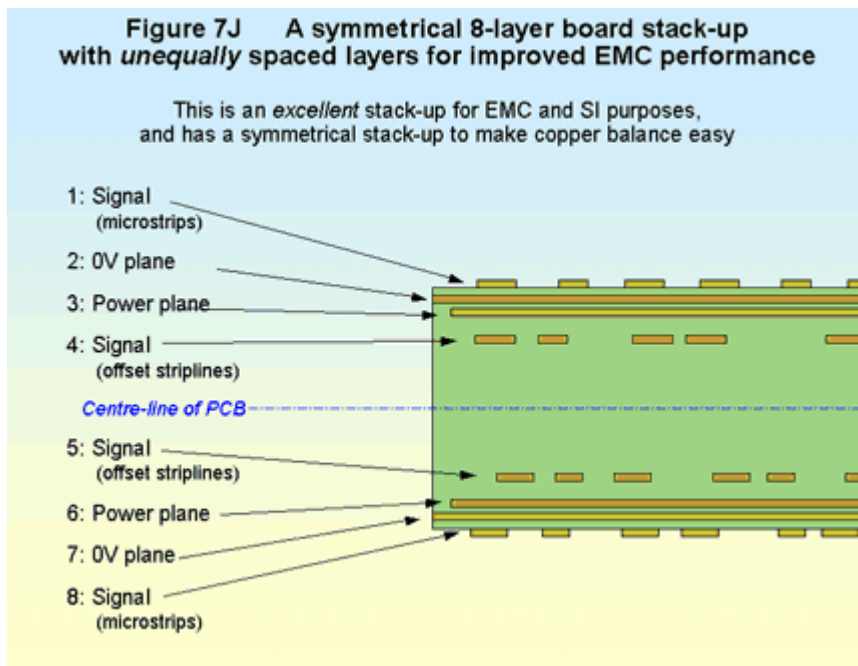 Figure 7J A symmetrical 8-layer board stack-up
with unequally spaced layers for improved EMC performance
This is an excellent stack-up for EMC and SI purposes,
and has a symmetrical stack-up to make copper balance easy
1: Signal
(microstrips)
2: 0V plane
3: Power plane
4: Signal
(offset striplines)
Centre-line of PCB
5: Signal
(offset striplines)
6: Power plane
7: 0V plane
8: Signal
(microstrips)